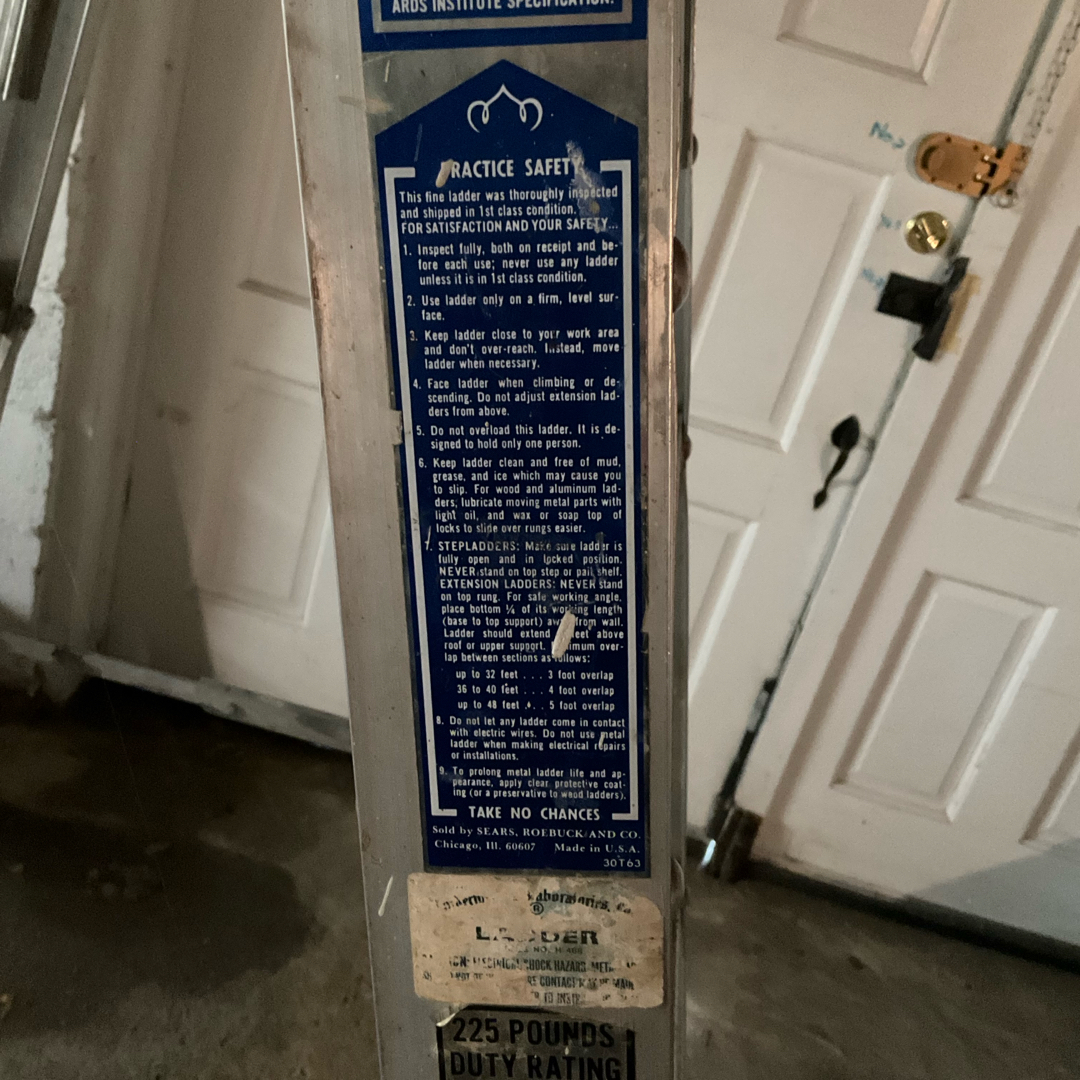 ARDS INSTITUTE SPECIFICATION.
RACTICE SAFETY
This fine ladder was thoroughly inspected
and shipped in 1st class condition.
FOR SATISFACTION AND YOUR SAFETY...
1. Inspect fully, both on receipt and be-
fore each use; never use any ladder
unless it is in 1st class condition.
2. Use ladder only on a firm, level sur-
face.
3. Keep ladder close to your work area
and don't over-reach. Instead, move
ladder when necessary.
4. Face ladder when climbing or de-
scending. Do not adjust extension lad-
ders from above.
5. Do not overload this ladder. It is de-
signed to hold only one person.
6. Keep ladder clean and free of mud,
grease, and ice which may cause you
to slip. For wood and aluminum lad-
ders, lubricate moving metal parts with
light oil, and wax or soap top of
locks to slide over rungs easier.
7. STEPLADDERS: Make sure ladder is
fully open and in locked position.
NEVER stand on top step or pail shelf.
EXTENSION LADDERS: NEVER stand
on top rung. For safe working angle,
place bottom ¼ of its working length
(base to top support) away from wall.
Ladder should extend feet above
roof or upper support. imum over-
lap between sections as follows:
up to 32 feet . . . 3 foot overlap
36 to 40 feet . . . 4 foot overlap
up to 48 feet . . . 5 foot overlap
8. Do not let any ladder come in contact
with electric wires. Do not use metal
ladder when making electrical repairs
or installations.
9. To prolong metal ladder life and ap-
pearance, apply clear protective coat-
ing (or a preservative to wood ladders).
TAKE NO CHANCES
Sold by SEARS, ROEBUCK AND CO.
Chicago, Ill. 60607 Made in U.S.A.
30T63
Laboratories,
®
LADDER
SHOCK HAZARD
CONTACT
225 POUNDS
DUTY RATING
No